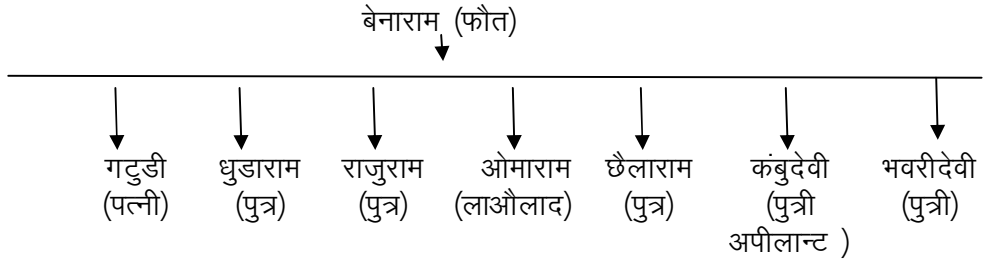 बेनाराम (फौत)
गटुडी धुडाराम राजुराम ओमाराम छैलाराम कंबुदेवी भवरीदेवी
(पत्नी) (पुत्र) (पुत्र) (लाऔलाद) (पुत्र) (पुत्री (पुत्री)
अपीलान्ट )